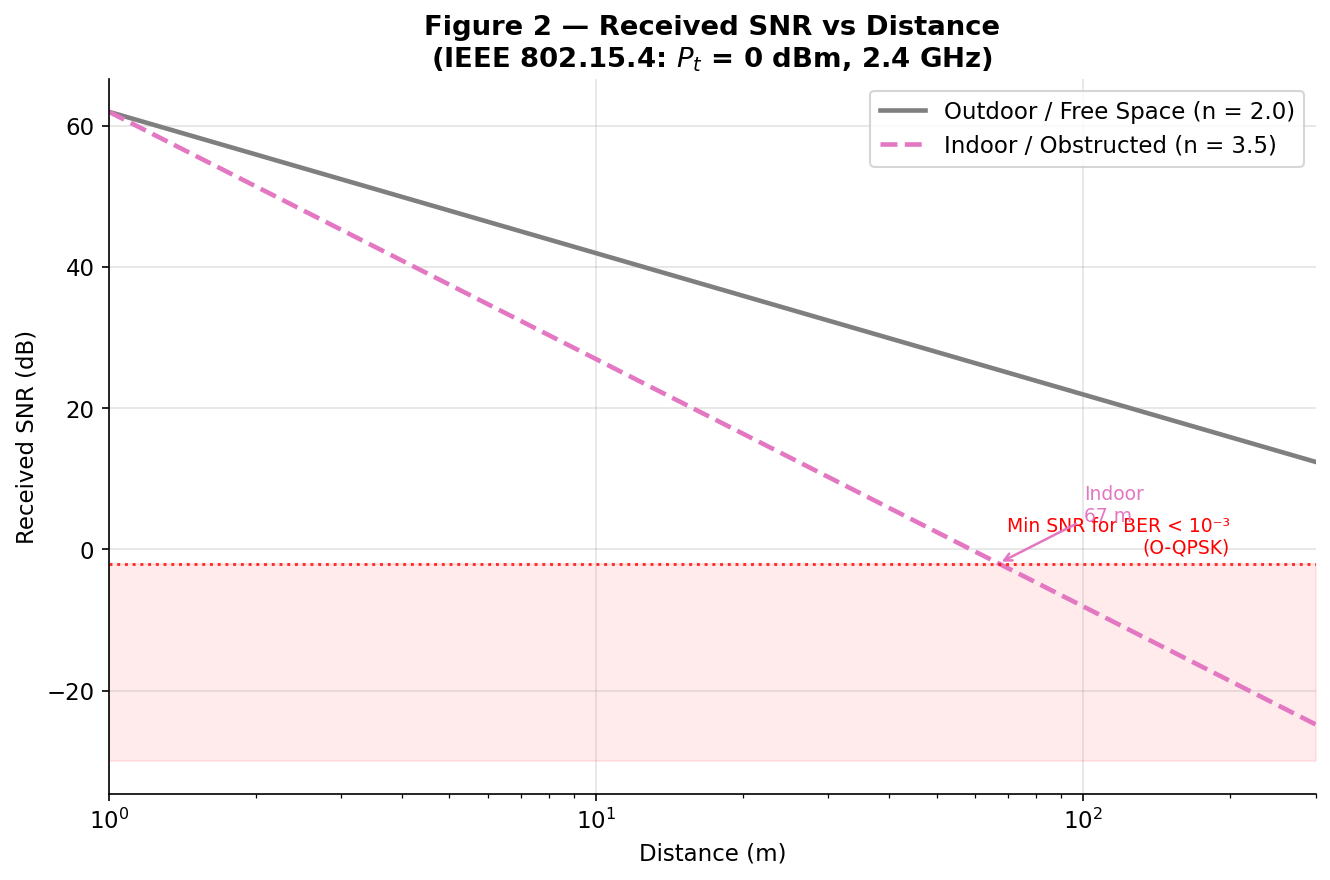 Figure 2 — Received SNR vs Distance
(IEEE 802.15.4: Pₜ = 0 dBm, 2.4 GHz)
Outdoor / Free Space (n = 2.0)
Indoor / Obstructed (n = 3.5)
Received SNR (dB)
60
40
20
0
−20
Indoor
67 m
Min SNR for BER < 10⁻³
(O-QPSK)
10⁰
10¹
10²
Distance (m)